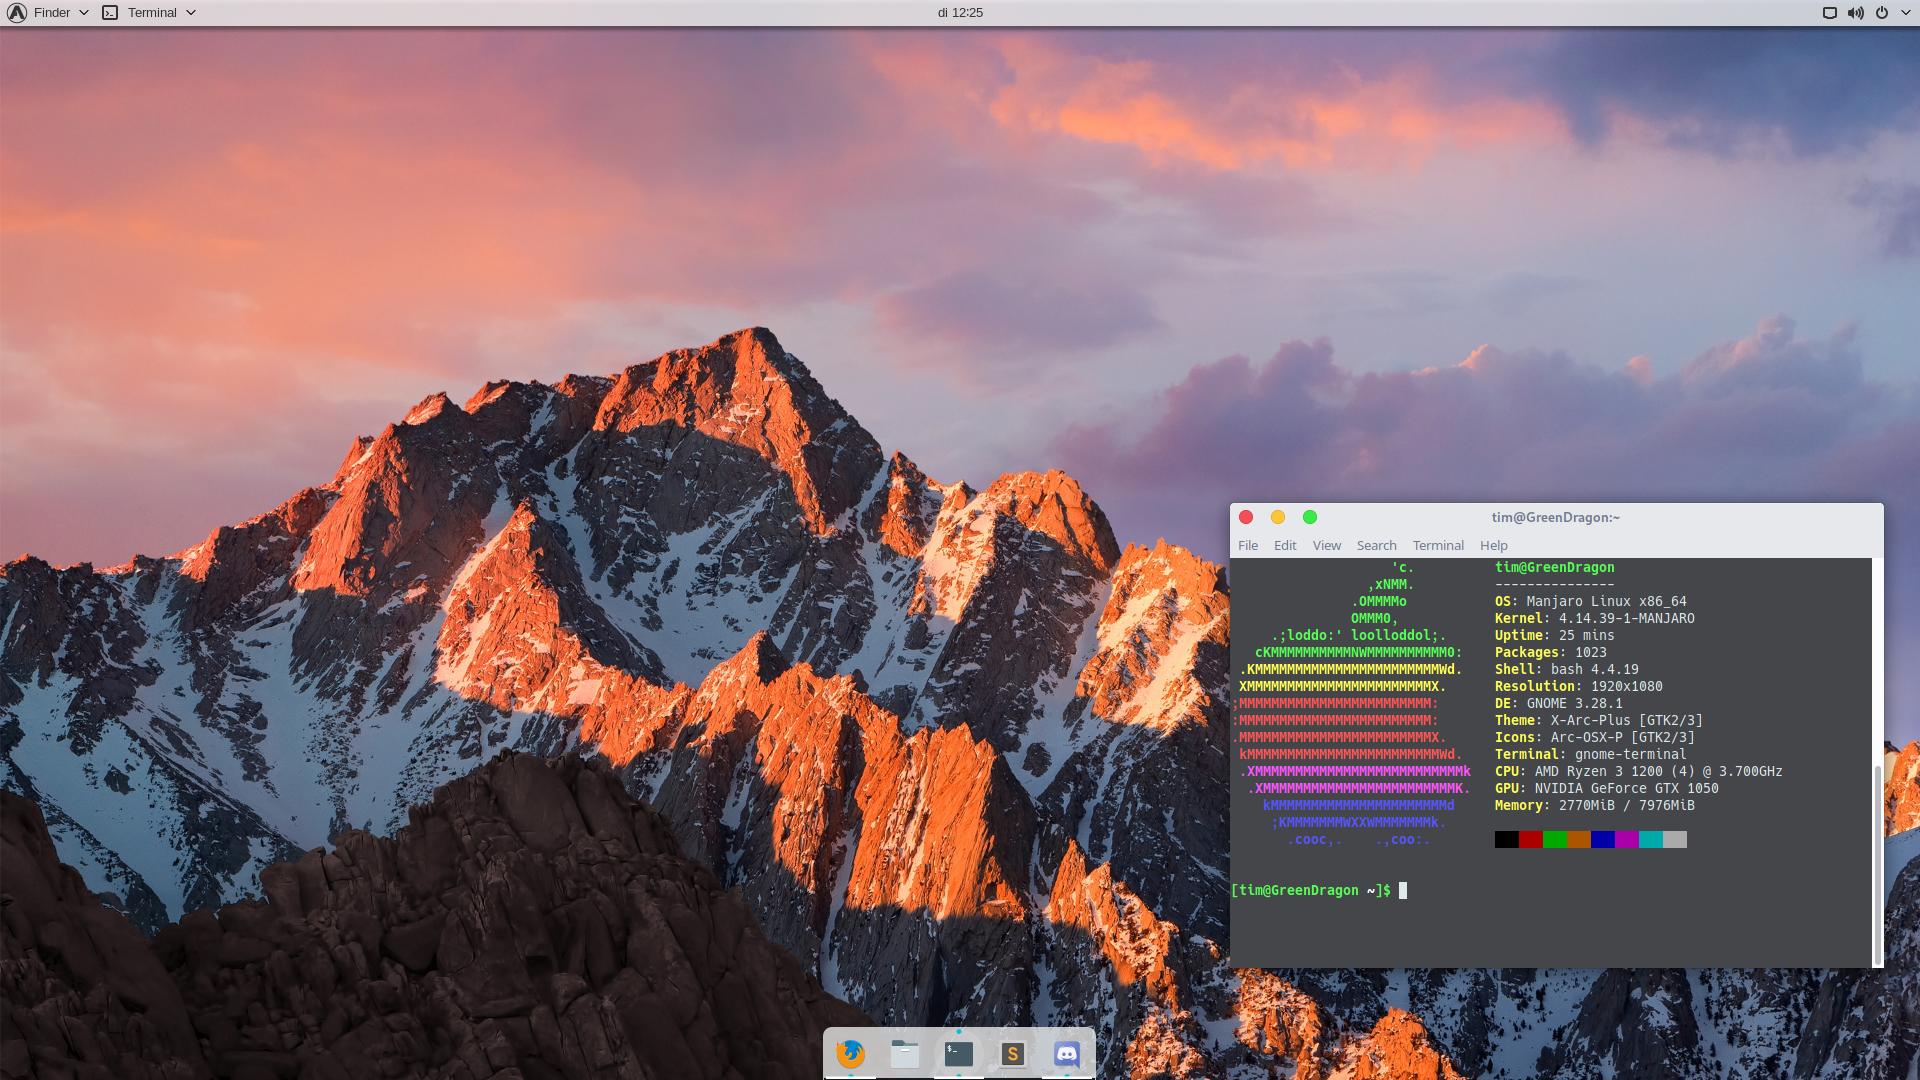 Finder Terminal di 12:25
tim@GreenDragon:~
File Edit View Search Terminal Help
'c. tim@GreenDragon
,xNMM. ---------------
.OMMMMo OS: Manjaro Linux x86_64
OMMM0, Kernel: 4.14.39-1-MANJARO
.;loddo:' loolloddol;. Uptime: 25 mins
cKMMMMMMMMMMNWMMMMMMMMMM0: Packages: 1023
.KMMMMMMMMMMMMMMMMMMMMMMMWd. Shell: bash 4.4.19
XMMMMMMMMMMMMMMMMMMMMMMMX. Resolution: 1920x1080
;MMMMMMMMMMMMMMMMMMMMMMMM: DE: GNOME 3.28.1
:MMMMMMMMMMMMMMMMMMMMMMMM: Theme: X-Arc-Plus [GTK2/3]
.MMMMMMMMMMMMMMMMMMMMMMMMX. Icons: Arc-OSX-P [GTK2/3]
kMMMMMMMMMMMMMMMMMMMMMMMMWd. Terminal: gnome-terminal
.XMMMMMMMMMMMMMMMMMMMMMMMMMMk CPU: AMD Ryzen 3 1200 (4) @ 3.700GHz
.XMMMMMMMMMMMMMMMMMMMMMMMMK. GPU: NVIDIA GeForce GTX 1050
kMMMMMMMMMMMMMMMMMMMMMMd Memory: 2770MiB / 7976MiB
;KMMMMMMMWXXWMMMMMMMk.
.cooc,. .,coo:.
[tim@GreenDragon ~]$
$-
S